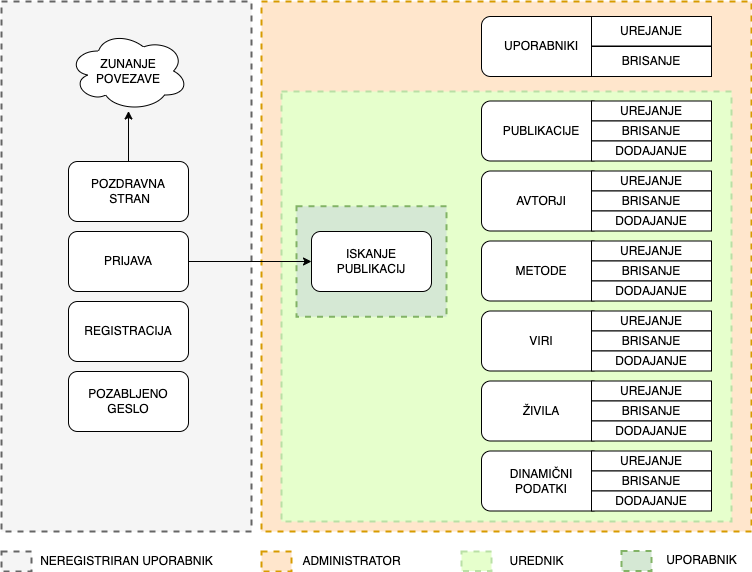 ZUNANJE
POVEZAVE
POZDRAVNA
STRAN
PRIJAVA
REGISTRACIJA
POZABLJENO
GESLO
ISKANJE
PUBLIKACIJ
UPORABNIKI
UREJANJE
BRISANJE
PUBLIKACIJE
UREJANJE
BRISANJE
DODAJANJE
AVTORJI
UREJANJE
BRISANJE
DODAJANJE
METODE
UREJANJE
BRISANJE
DODAJANJE
VIRI
UREJANJE
BRISANJE
DODAJANJE
ŽIVILA
UREJANJE
BRISANJE
DODAJANJE
DINAMIČNI
PODATKI
UREJANJE
BRISANJE
DODAJANJE
NEREGISTRIRAN UPORABNIK
ADMINISTRATOR
UREDNIK
UPORABNIK